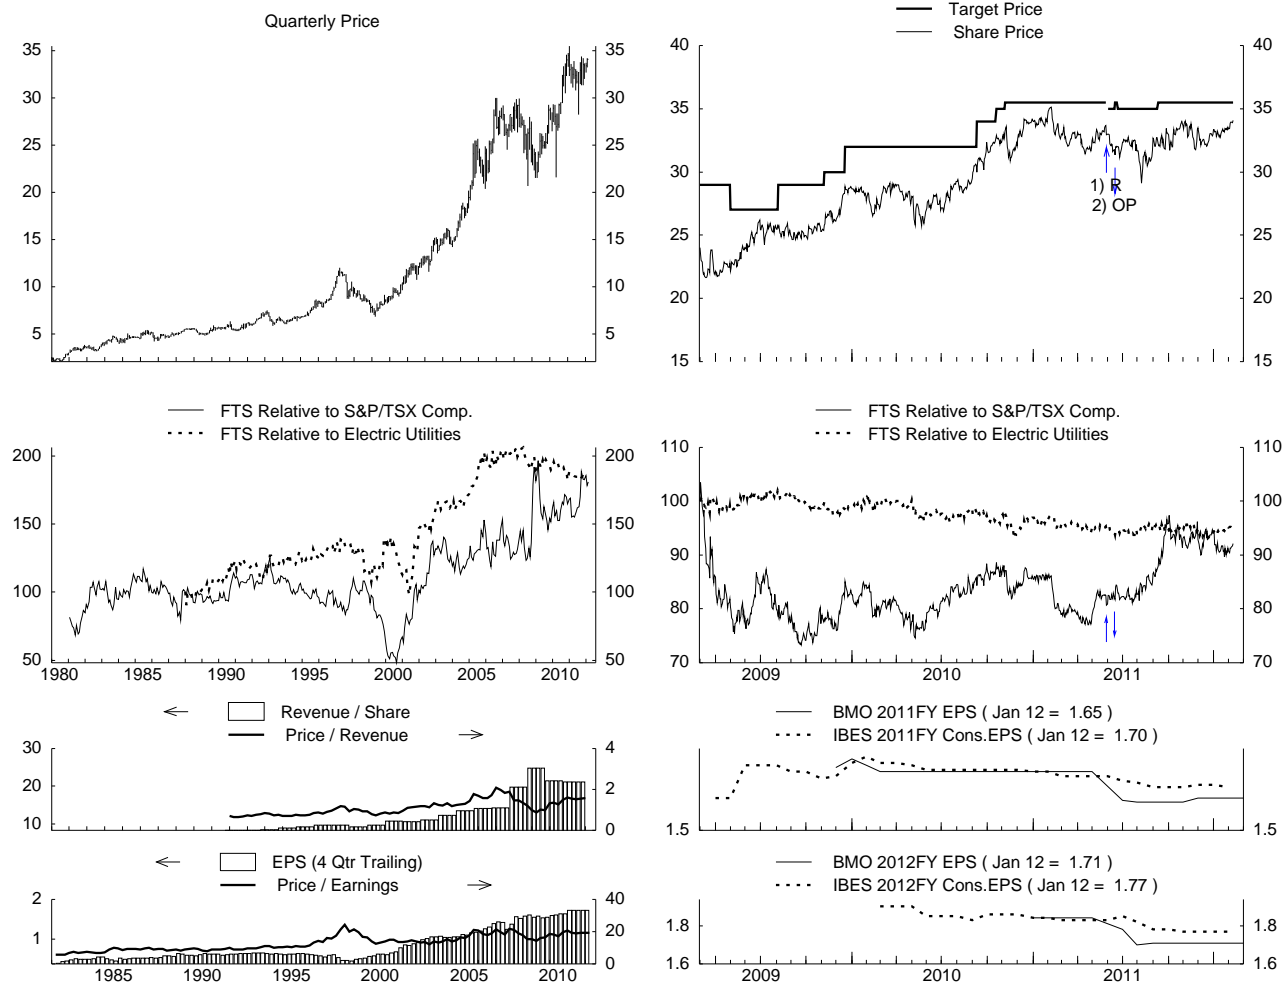 Quarterly Price
35 35
30 30
25 25
20 20
15 15
10 10
5 5
Target Price
Share Price
40 40
35 35
30 30
25 25
20 20
15 15
1) R
2) OP
FTS Relative to S&P/TSX Comp.
FTS Relative to Electric Utilities
200 200
150 150
100 100
50 50
1980 1985 1990 1995 2000 2005 2010
FTS Relative to S&P/TSX Comp.
FTS Relative to Electric Utilities
110 110
100 100
90 90
80 80
70 70
2009 2010 2011
Revenue / Share
Price / Revenue
30 4
20 2
10 0
BMO 2011FY EPS ( Jan 12 = 1.65 )
IBES 2011FY Cons.EPS ( Jan 12 = 1.70 )
1.5 1.5
EPS (4 Qtr Trailing)
Price / Earnings
2 40
1 20
0
1985 1990 1995 2000 2005 2010
BMO 2012FY EPS ( Jan 12 = 1.71 )
IBES 2012FY Cons.EPS ( Jan 12 = 1.77 )
1.8 1.8
1.6 1.6
2009 2010 2011